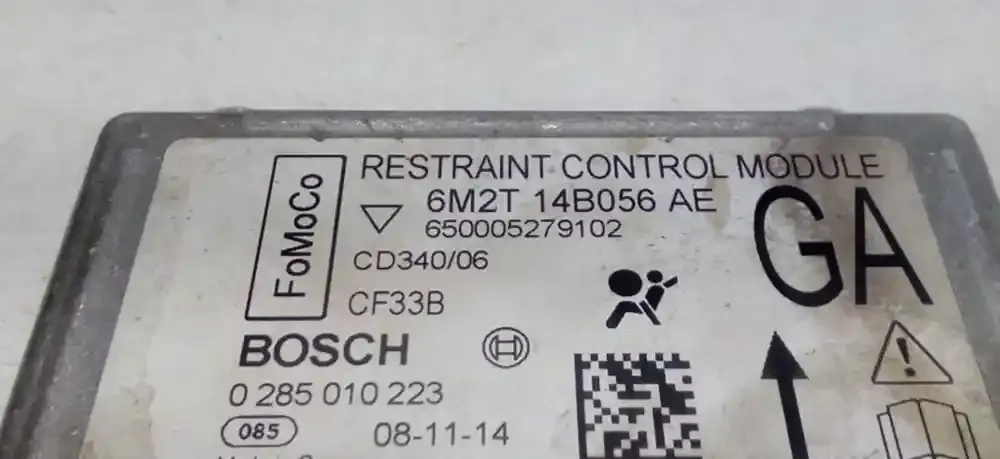 FoMoCo
RESTRAINT CONTROL MODULE
6M2T 14B056 AE
650005279102
CD340/06
CF33B
GA
BOSCH
0 285 010 223
085
08-11-14